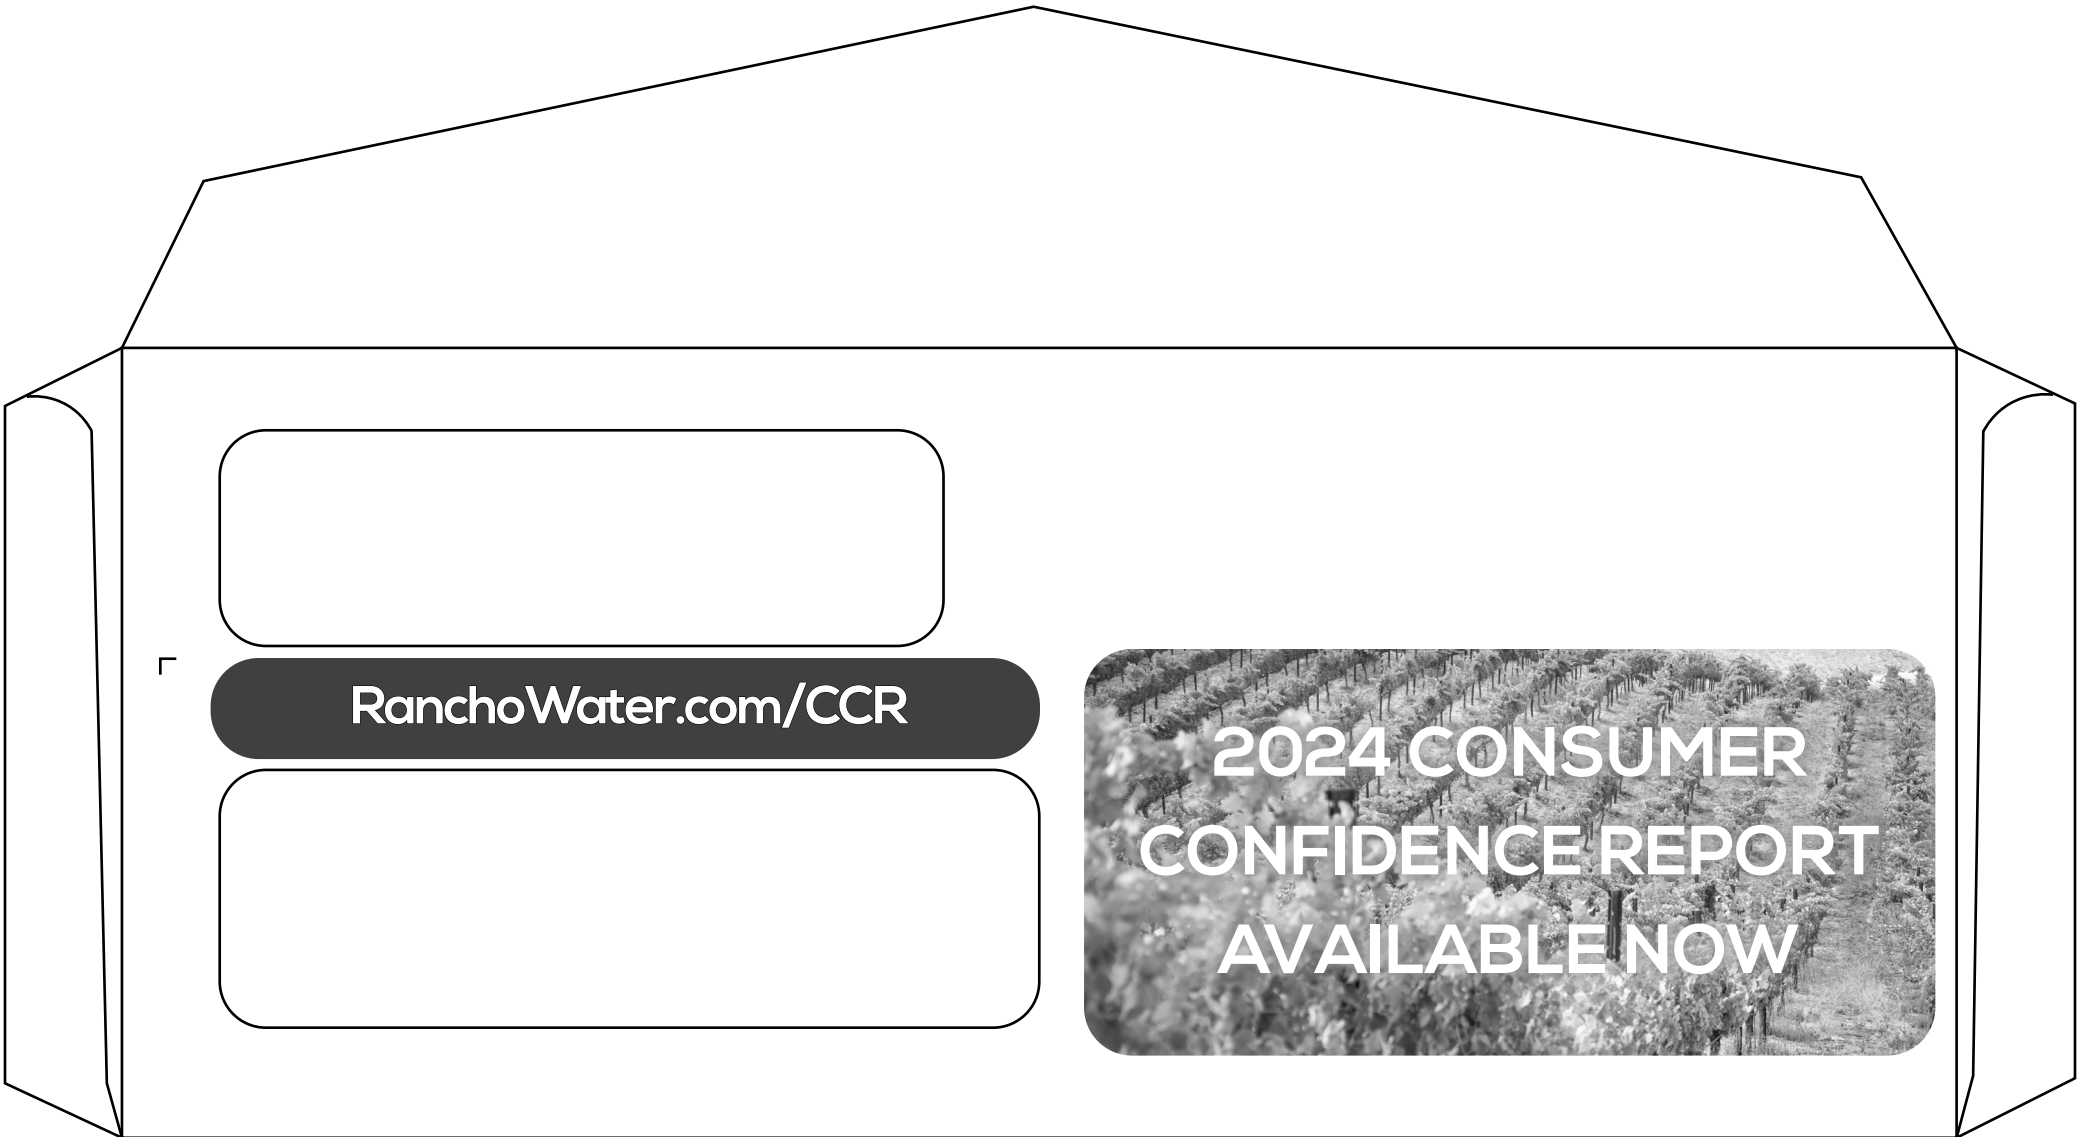 RanchoWater.com/CCR
2024 CONSUMER
CONFIDENCE REPORT
AVAILABLE NOW